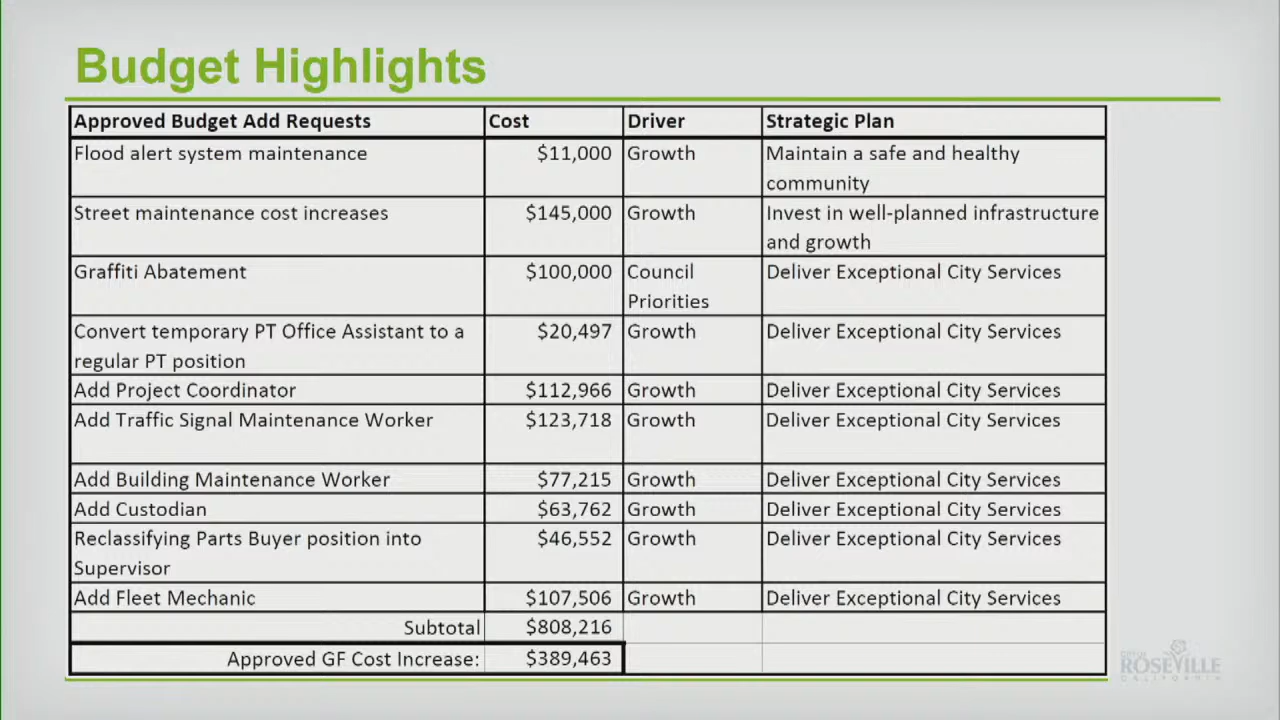 Budget Highlights
Approved Budget Add Requests Cost Driver Strategic Plan
Flood alert system maintenance $11,000 Growth Maintain a safe and healthy
community
Street maintenance cost increases $145,000 Growth Invest in well-planned infrastructure
and growth
Graffiti Abatement $100,000 Council Deliver Exceptional City Services
Priorities
Convert temporary PT Office Assistant to a $20,497 Growth Deliver Exceptional City Services
regular PT position
Add Project Coordinator $112,966 Growth Deliver Exceptional City Services
Add Traffic Signal Maintenance Worker $123,718 Growth Deliver Exceptional City Services
Add Building Maintenance Worker $77,215 Growth Deliver Exceptional City Services
Add Custodian $63,762 Growth Deliver Exceptional City Services
Reclassifying Parts Buyer position into $46,552 Growth Deliver Exceptional City Services
Supervisor
Add Fleet Mechanic $107,506 Growth Deliver Exceptional City Services
Subtotal $808,216
Approved GF Cost Increase: $389,463
CITY OF
ROSEVILLE
CALIFORNIA